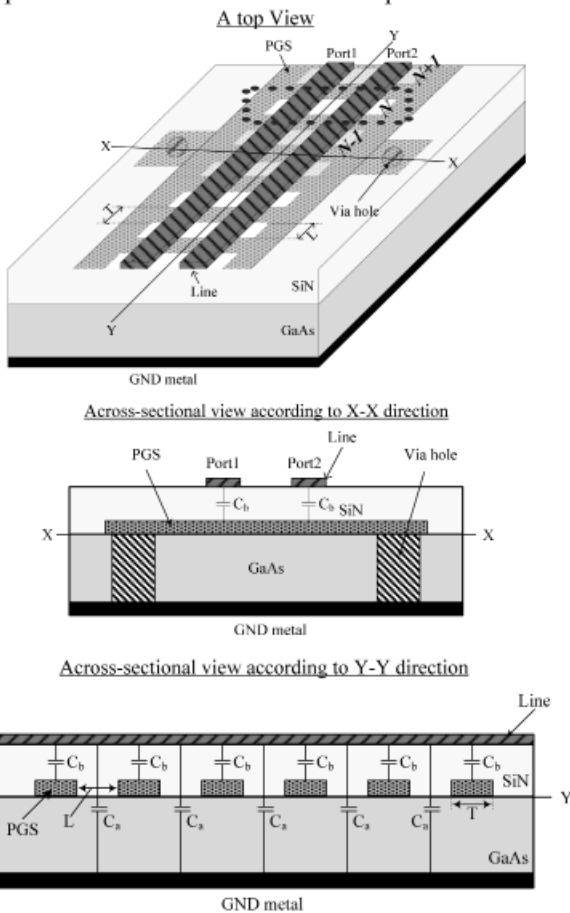 A top View
PGS
Port1
Port2
Y
N+1
N
N-1
X
X
T
L
Via hole
Line
SiN
Y
GaAs
GND metal
Across-sectional view according to X-X direction
Line
PGS
Port1
Port2
Via hole
Cb
Cb
SiN
X
X
GaAs
GND metal
Across-sectional view according to Y-Y direction
Line
Cb
Cb
Cb
Cb
Cb
SiN
Y
PGS
L
Ca
Ca
Ca
Ca
Ca
T
GaAs
GND metal